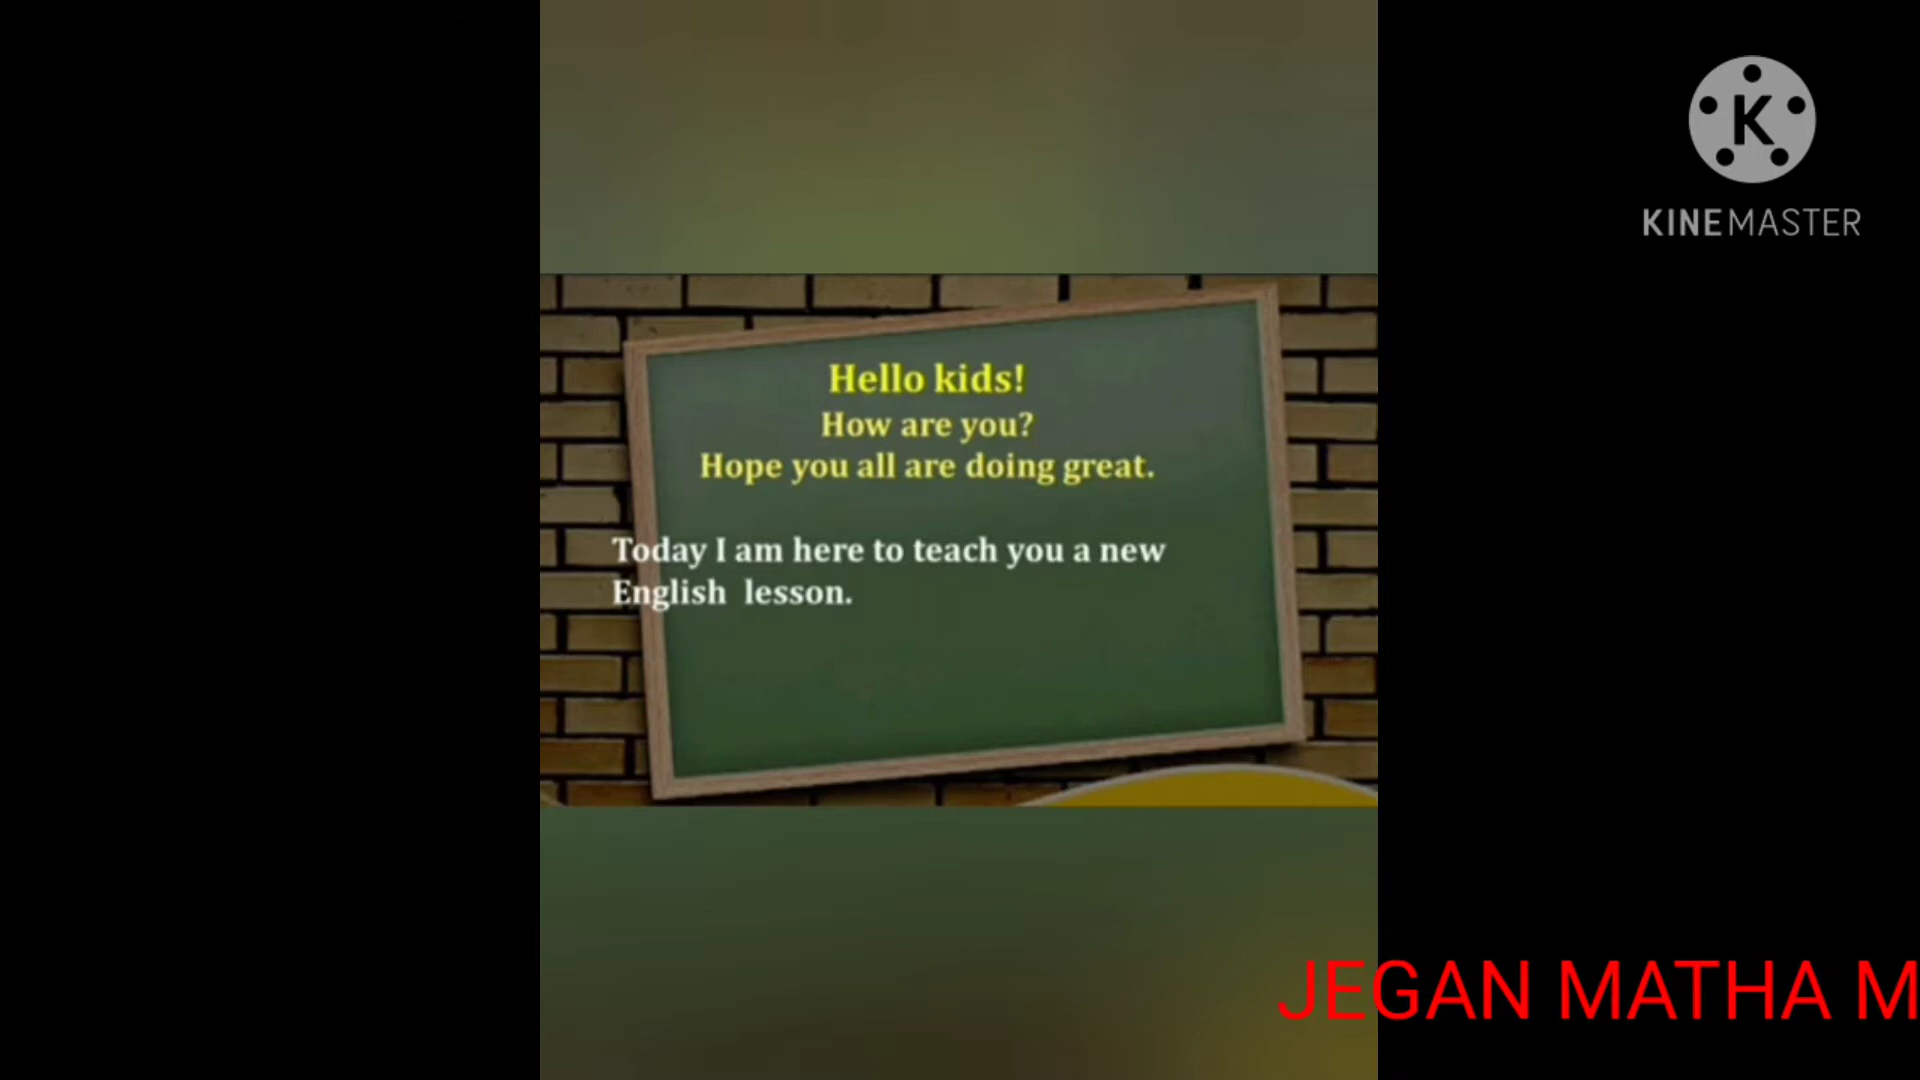 K
KINEMASTER
Hello kids!
How are you?
Hope you all are doing great.
Today I am here to teach you a new
English lesson.
JEGAN MATHA M